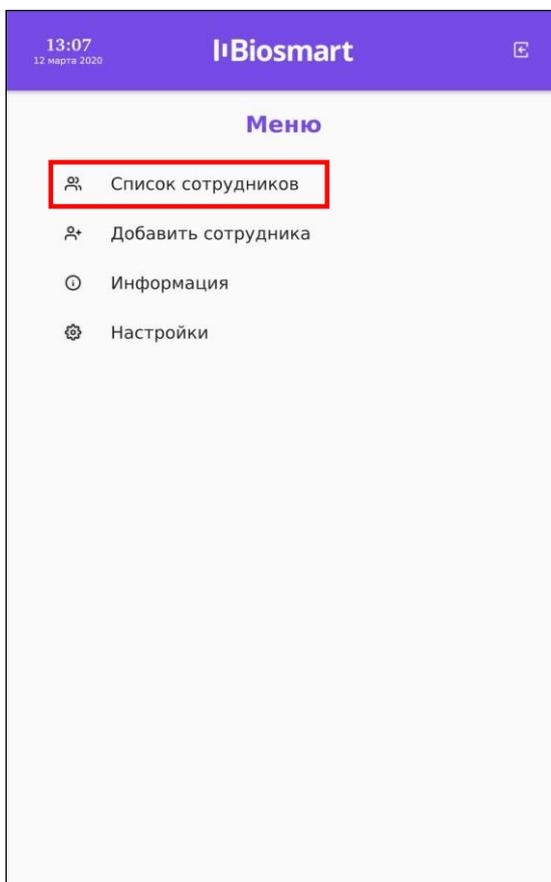 13:07
12 марта 2020
Biosmart
Меню
Список сотрудников
Добавить сотрудника
Информация
Настройки